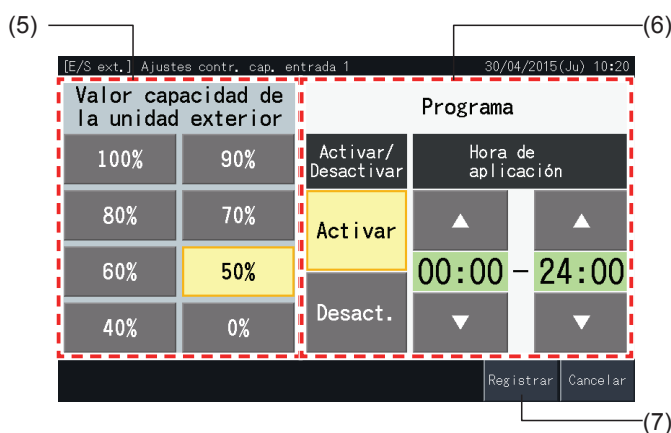 (5)
(6)
[E/S ext.] Ajustes contr. cap. entrada 1
30/04/2015(Ju) 10:20
Valor capacidad de
la unidad exterior
100%
90%
80%
70%
60%
50%
40%
0%
Programa
Activar/
Desactivar
Hora de
aplicación
Activar
Desact.
00:00 - 24:00
Registrar
Cancelar
(7)